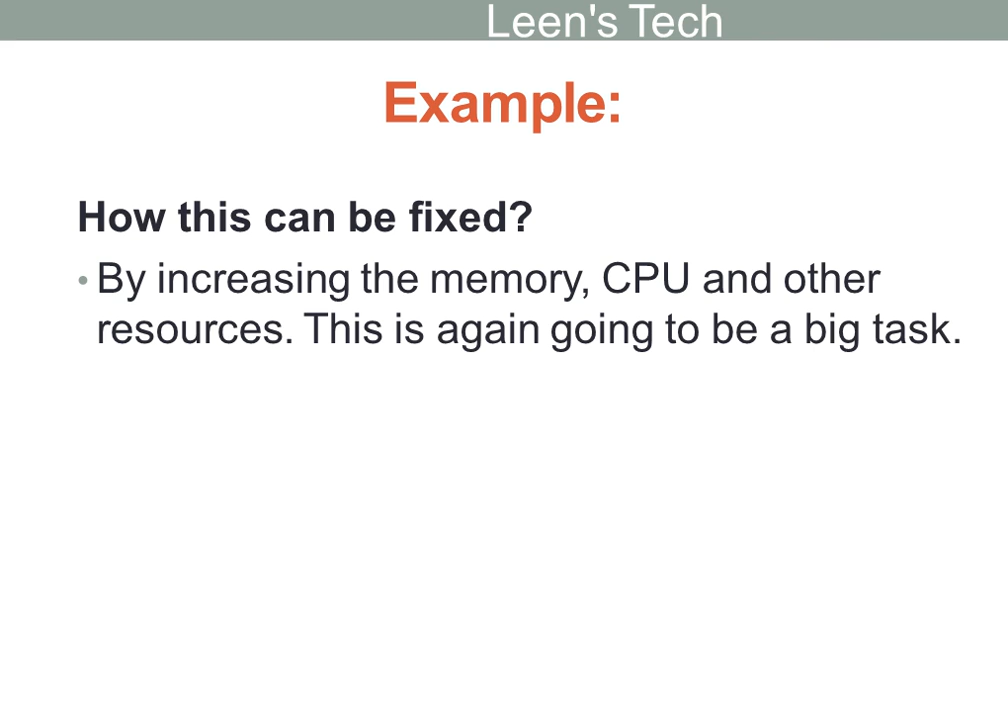 Leen's Tech
Example:
How this can be fixed?
• By increasing the memory, CPU and other
resources. This is again going to be a big task.